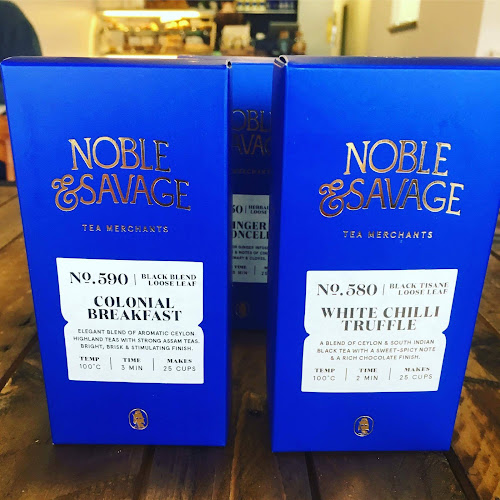 NOBLE
&SAVAGE
TEA MERCHANTS
No.590 | BLACK BLEND
LOOSE LEAF
COLONIAL
BREAKFAST
ELEGANT BLEND OF AROMATIC CEYLON
HIGHLAND TEAS WITH STRONG ASSAM TEAS.
BRIGHT, BRISK & STIMULATING FINISH.
TEMP | TIME | MAKES
100°C | 3 MIN | 25 CUPS
NOBLE
&SAVAGE
TEA MERCHANTS
No.580 | BLACK TISANE
LOOSE LEAF
WHITE CHILLI
TRUFFLE
A BLEND OF CEYLON & SOUTH INDIAN
BLACK TEA WITH A SWEET-SPICY NOTE
& A RICH CHOCOLATE FINISH.
TEMP | TIME | MAKES
100°C | 2 MIN | 25 CUPS